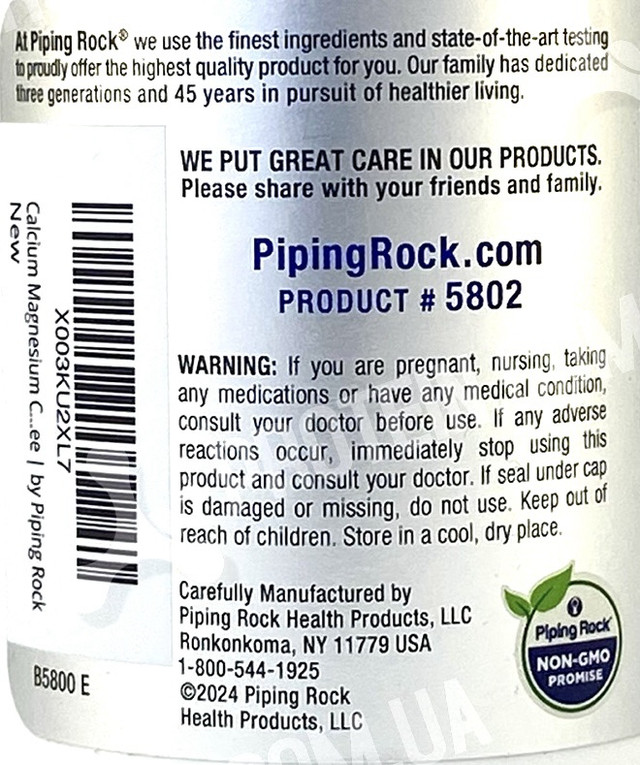 At Piping Rock® we use the finest ingredients and state-of-the-art testing
to proudly offer the highest quality product for you. Our family has dedicated
three generations and 45 years in pursuit of healthier living.
WE PUT GREAT CARE IN OUR PRODUCTS.
Please share with your friends and family.
PipingRock.com
PRODUCT # 5802
WARNING: If you are pregnant, nursing, taking
any medications or have any medical condition,
consult your doctor before use. If any adverse
reactions occur, immediately stop using this
product and consult your doctor. If seal under cap
is damaged or missing, do not use. Keep out of
reach of children. Store in a cool, dry place.
Carefully Manufactured by
Piping Rock Health Products, LLC
Ronkonkoma, NY 11779 USA
1-800-544-1925
©2024 Piping Rock
Health Products, LLC
Piping Rock®
NON-GMO
PROMISE
X003KU2XL7
Calcium Magnesium C...ee | by Piping Rock
New
B5800 E
COM.UA